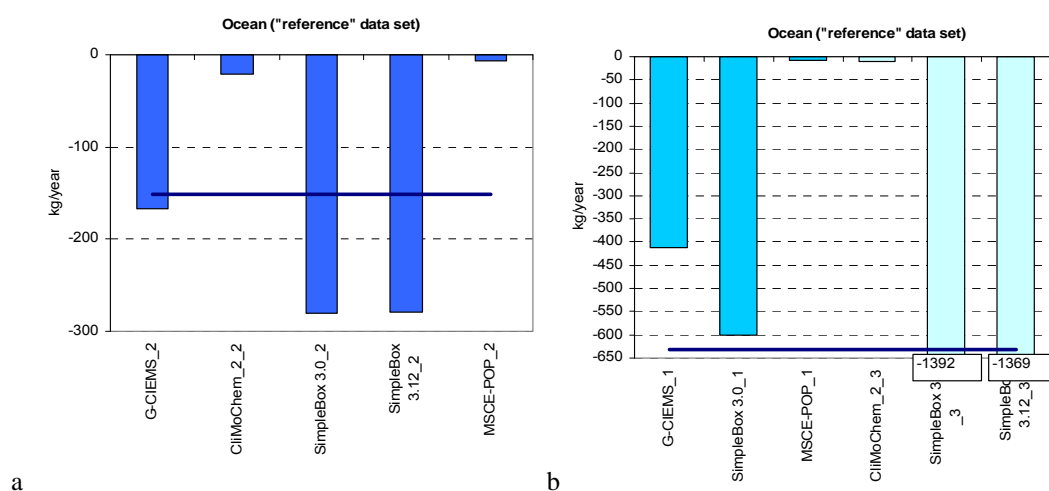 Ocean ("reference" data set)
0
-100
-200
-300
kg/year
G-CIEMS_2
CliMoChem_2_2
SimpleBox 3.0_2
SimpleBox
3.12_2
MSCE-POP_2
a
Ocean ("reference" data set)
0
-50
-100
-150
-200
-250
-300
-350
-400
-450
-500
-550
-600
-650
kg/year
-1392
-1369
G-CIEMS_1
SimpleBox 3.0_1
MSCE-POP_1
CliMoChem_2_3
SimpleBox 3
_3
SimpleBo
3.12_3
b